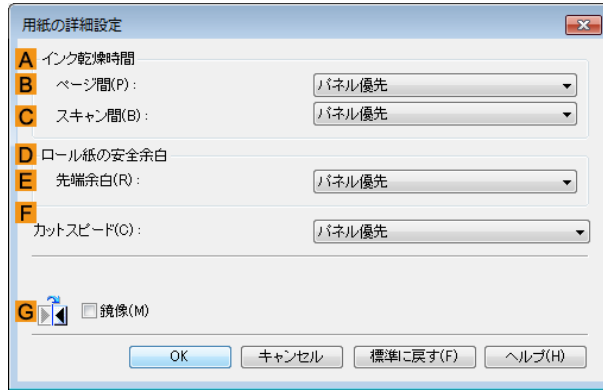 用紙の詳細設定
A インク乾燥時間
B ページ間(P): パネル優先
C スキャン間(B): パネル優先
D ロール紙の安全余白
E 先端余白(R): パネル優先
F
カットスピード(C): パネル優先
G 鏡像(M)
OK キャンセル 標準に戻す(F) ヘルプ(H)